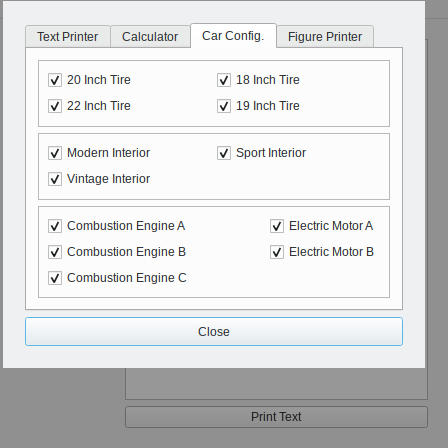 Text Printer Calculator Car Config. Figure Printer
20 Inch Tire 18 Inch Tire
22 Inch Tire 19 Inch Tire
Modern Interior Sport Interior
Vintage Interior
Combustion Engine A Electric Motor A
Combustion Engine B Electric Motor B
Combustion Engine C
Close
Print Text